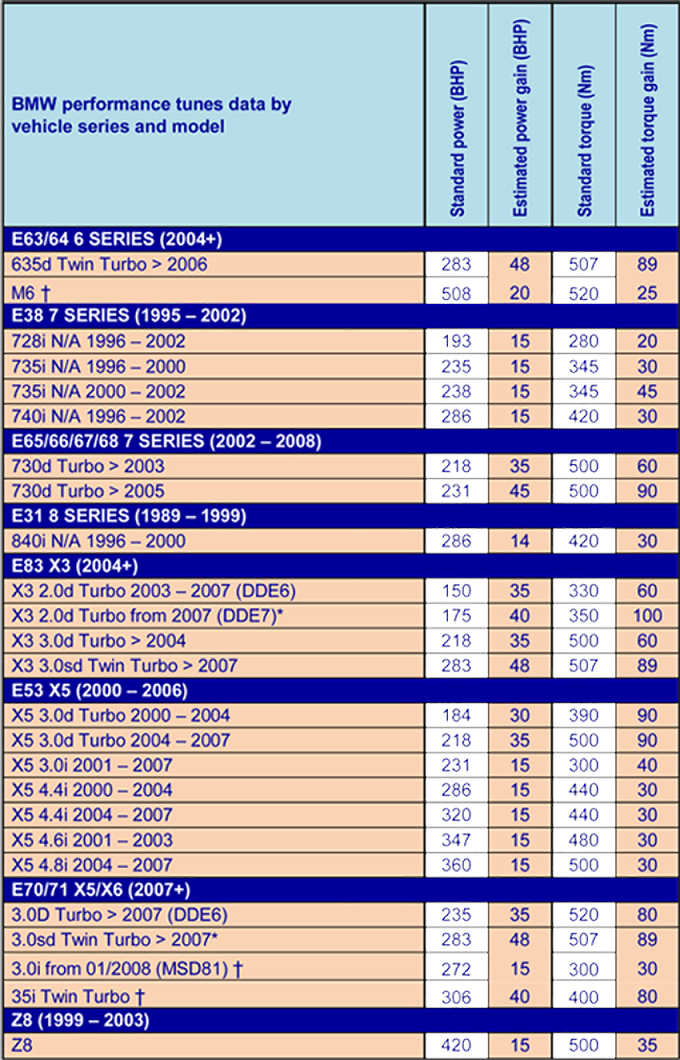 BMW performance tunes data by
vehicle series and model
Standard power (BHP)
Estimated power gain (BHP)
Standard torque (Nm)
Estimated torque gain (Nm)
E63/64 6 SERIES (2004+)
635d Twin Turbo > 2006 283 48 507 89
M6 † 508 20 520 25
E38 7 SERIES (1995 – 2002)
728i N/A 1996 – 2002 193 15 280 20
735i N/A 1996 – 2000 235 15 345 30
735i N/A 2000 – 2002 238 15 345 45
740i N/A 1996 – 2002 286 15 420 30
E65/66/67/68 7 SERIES (2002 – 2008)
730d Turbo > 2003 218 35 500 60
730d Turbo > 2005 231 45 500 90
E31 8 SERIES (1989 – 1999)
840i N/A 1996 – 2000 286 14 420 30
E83 X3 (2004+)
X3 2.0d Turbo 2003 – 2007 (DDE6) 150 35 330 60
X3 2.0d Turbo from 2007 (DDE7)* 175 40 350 100
X3 3.0d Turbo > 2004 218 35 500 60
X3 3.0sd Twin Turbo > 2007 283 48 507 89
E53 X5 (2000 – 2006)
X5 3.0d Turbo 2000 – 2004 184 30 390 90
X5 3.0d Turbo 2004 – 2007 218 35 500 90
X5 3.0i 2001 – 2007 231 15 300 40
X5 4.4i 2000 – 2004 286 15 440 30
X5 4.4i 2004 – 2007 320 15 440 30
X5 4.6i 2001 – 2003 347 15 480 30
X5 4.8i 2004 – 2007 360 15 500 30
E70/71 X5/X6 (2007+)
3.0D Turbo > 2007 (DDE6) 235 35 520 80
3.0sd Twin Turbo > 2007* 283 48 507 89
3.0i from 01/2008 (MSD81) † 272 15 300 30
35i Twin Turbo † 306 40 400 80
Z8 (1999 – 2003)
Z8 420 15 500 35